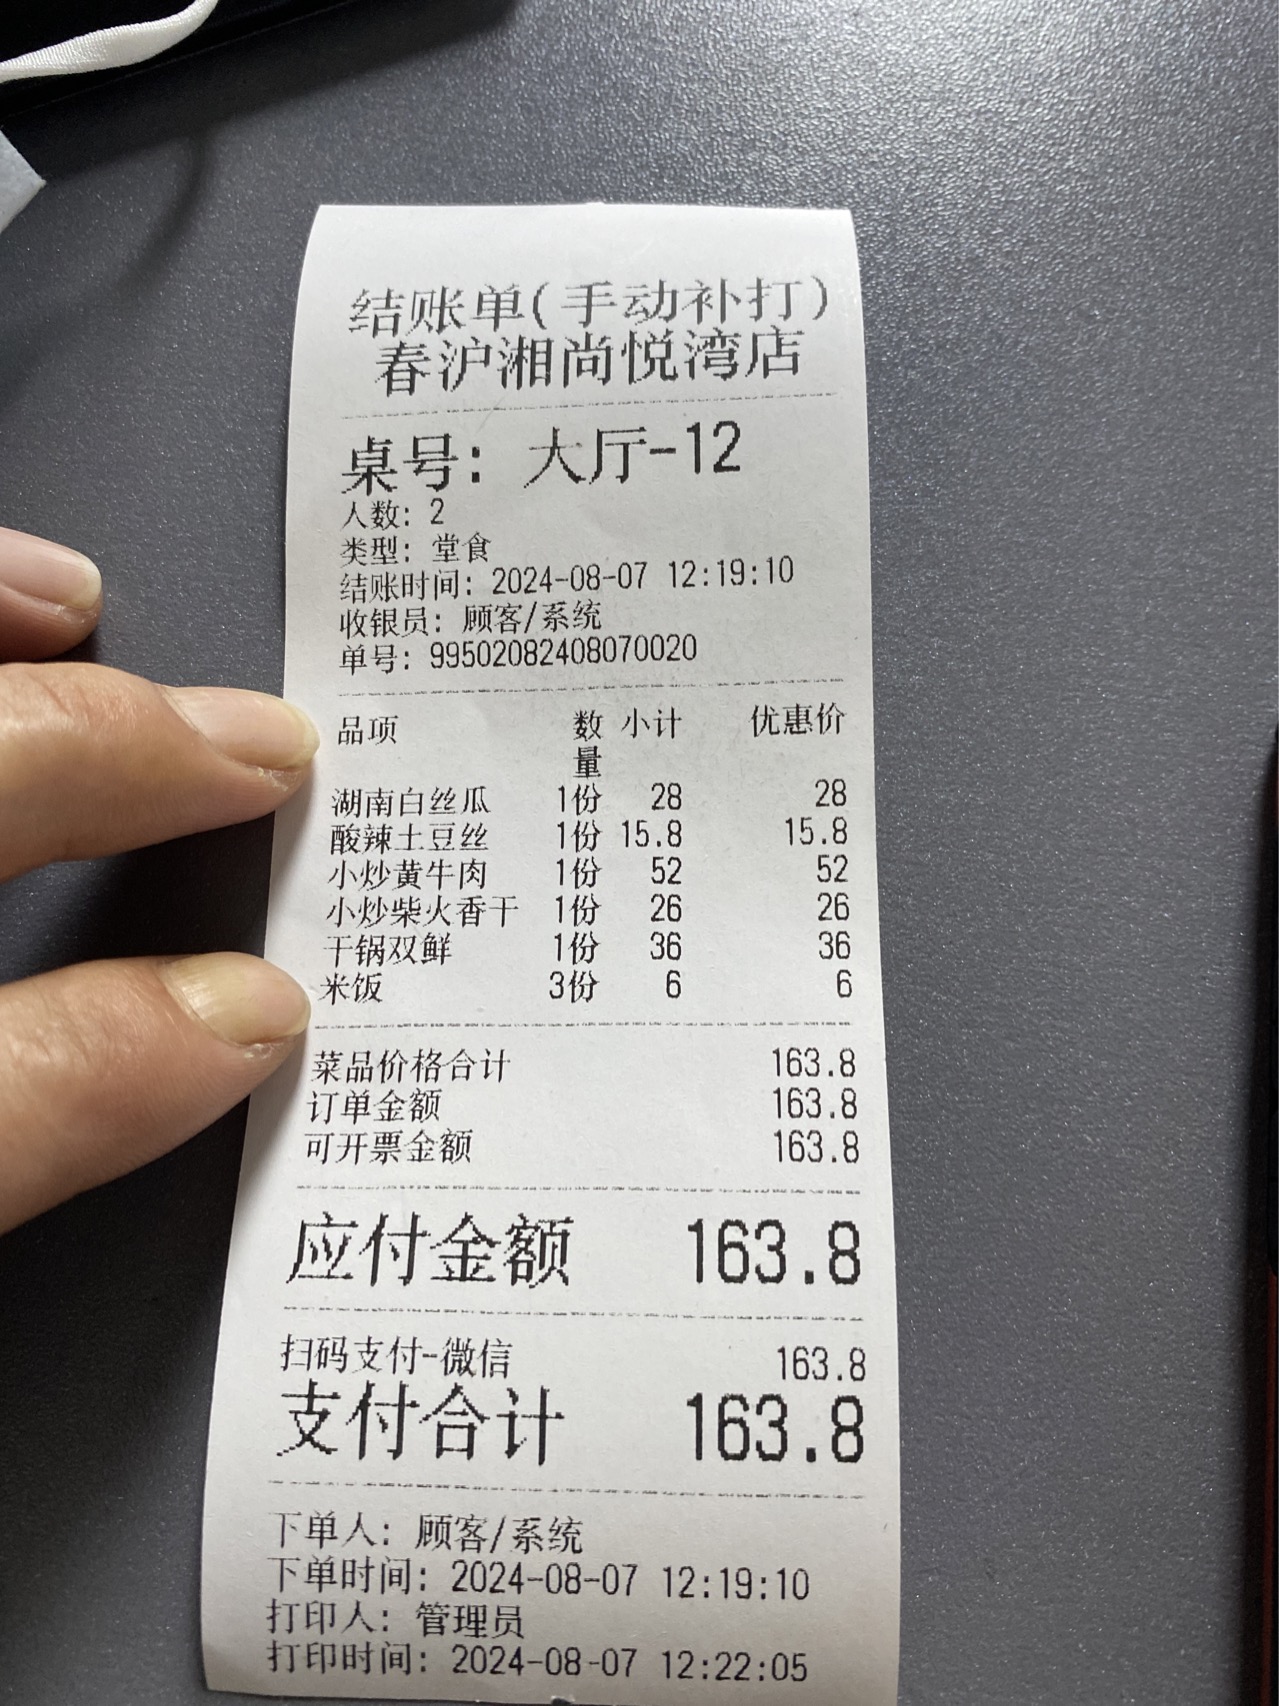 结账单(手动补打)
春沪湘尚悦湾店
桌号: 大厅-12
人数: 2
类型: 堂食
结账时间: 2024-08-07 12:19:10
收银员: 顾客/系统
单号: 99502082408070020
品项 数量 小计 优惠价
湖南白丝瓜 1份 28 28
酸辣土豆丝 1份 15.8 15.8
小炒黄牛肉 1份 52 52
小炒柴火香干 1份 26 26
干锅双鲜 1份 36 36
米饭 3份 6 6
菜品价格合计 163.8
订单金额 163.8
可开票金额 163.8
应付金额 163.8
扫码支付-微信 163.8
支付合计 163.8
下单人: 顾客/系统
下单时间: 2024-08-07 12:19:10
打印人: 管理员
打印时间: 2024-08-07 12:22:05